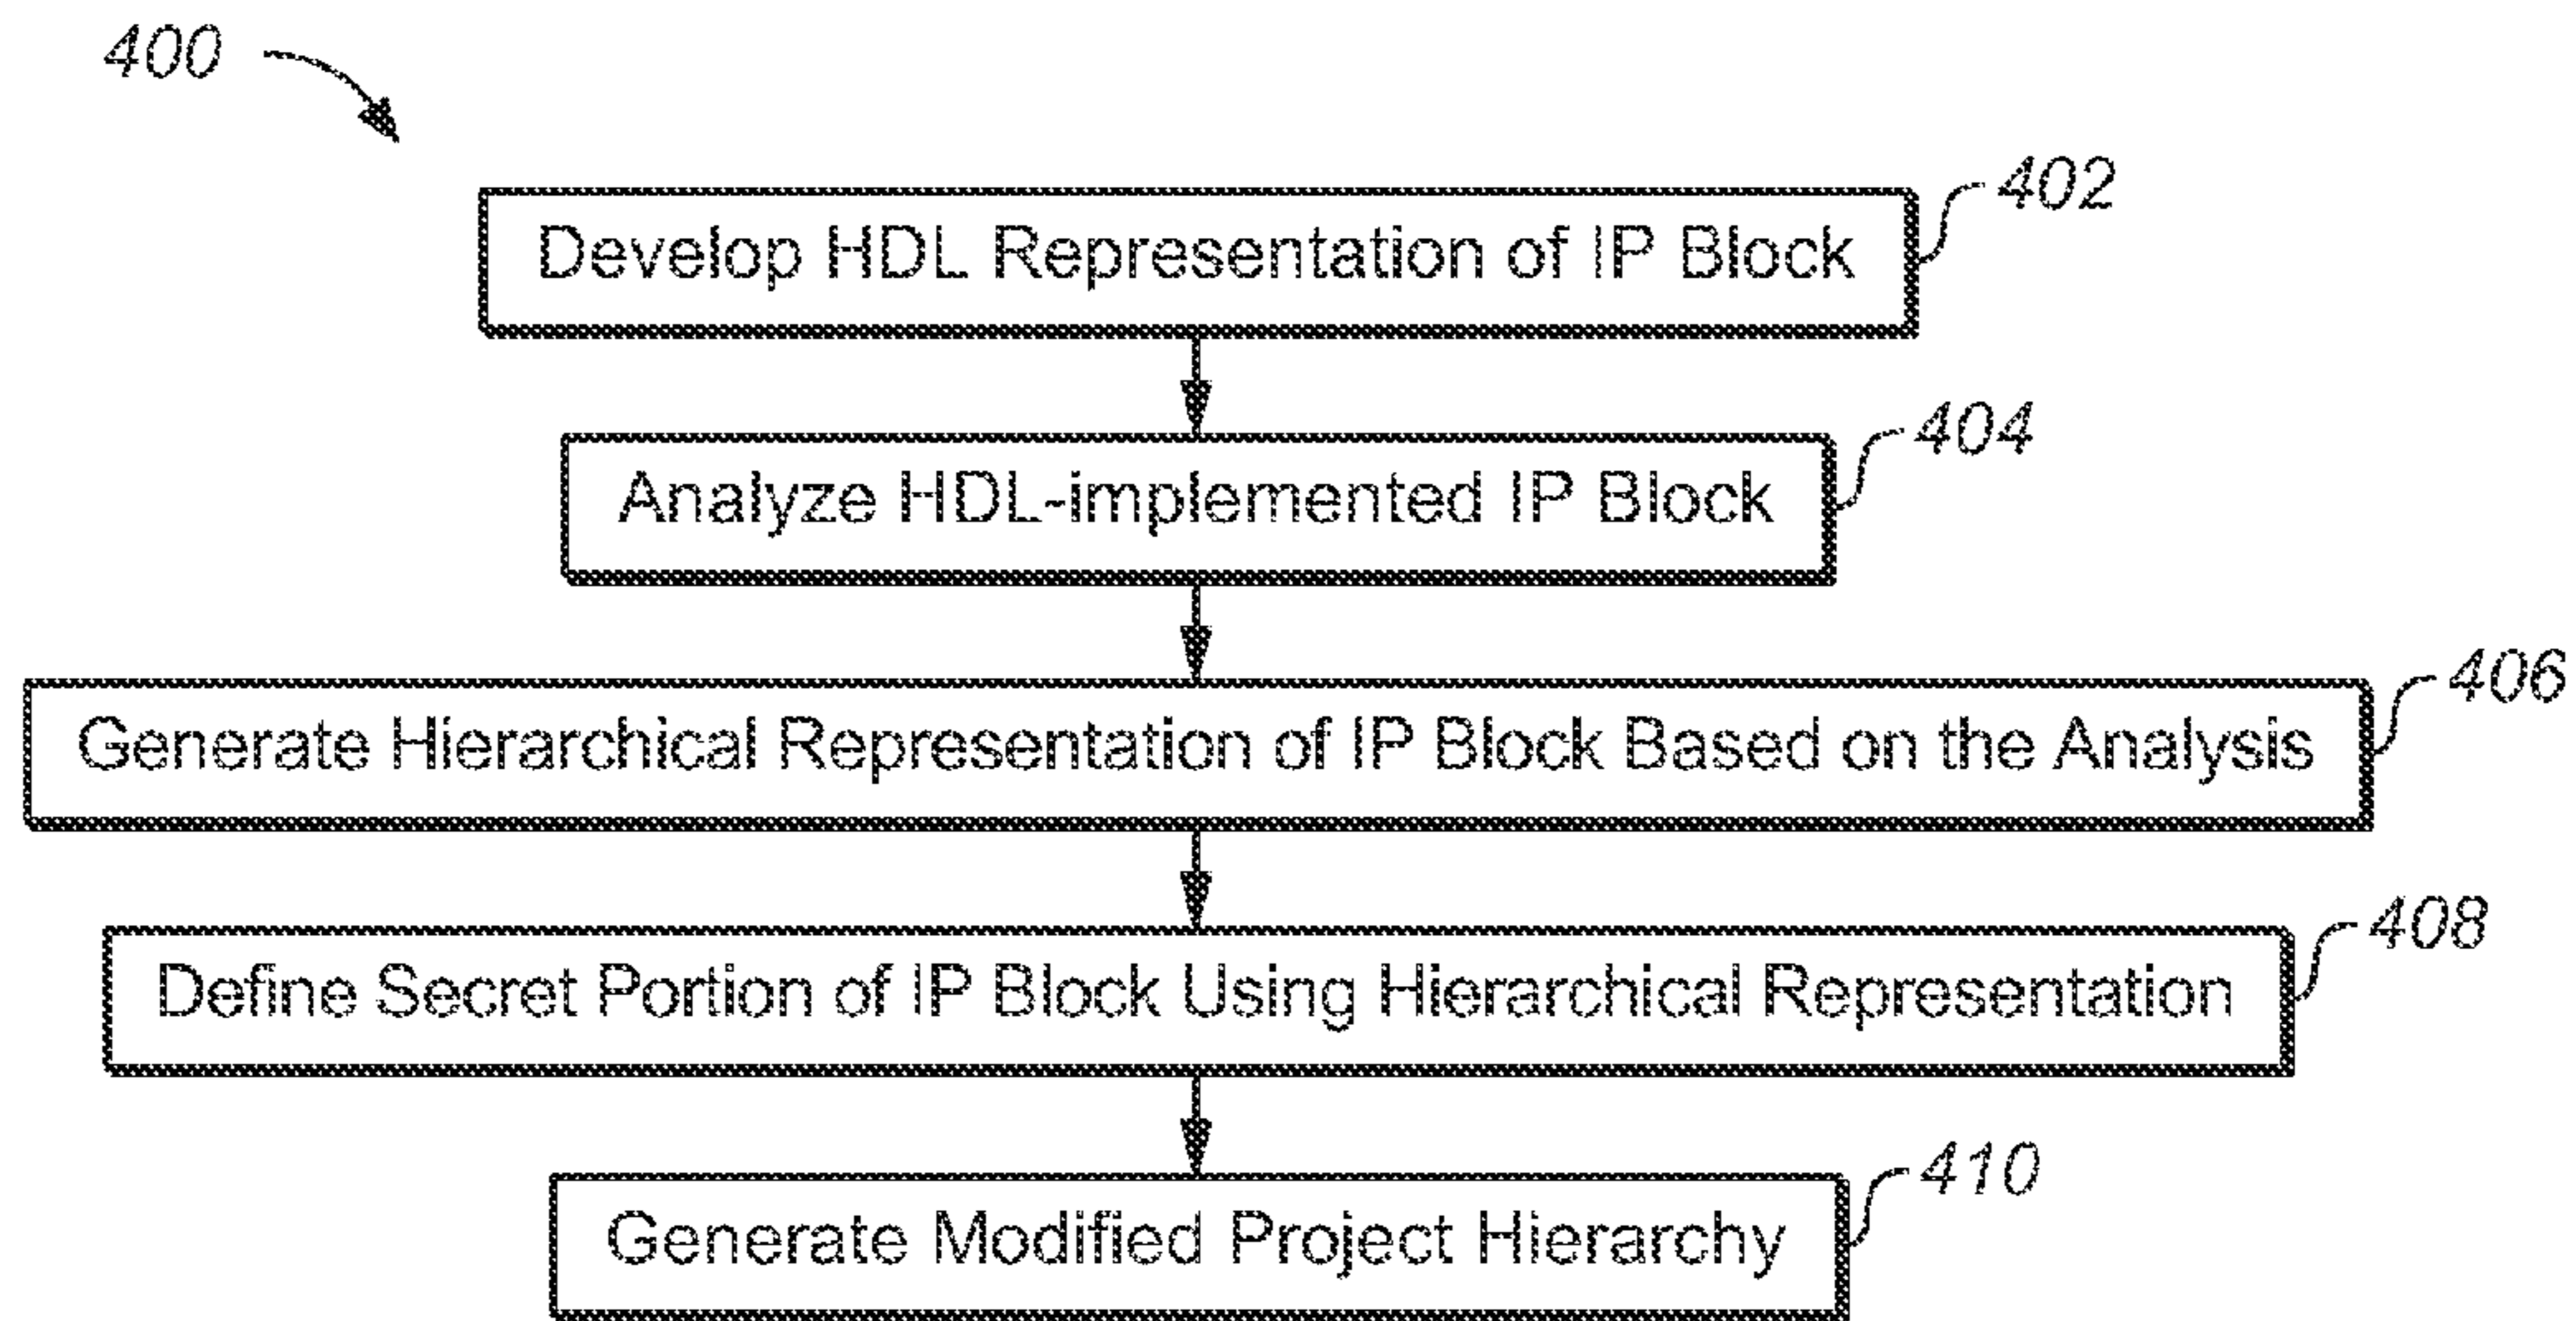 400
402
Develop HDL Representation of IP Block
404
Analyze HDL-implemented IP Block
406
Generate Hierarchical Representation of IP Block Based on the Analysis
408
Define Secret Portion of IP Block Using Hierarchical Representation
410
Generate Modified Project Hierarchy